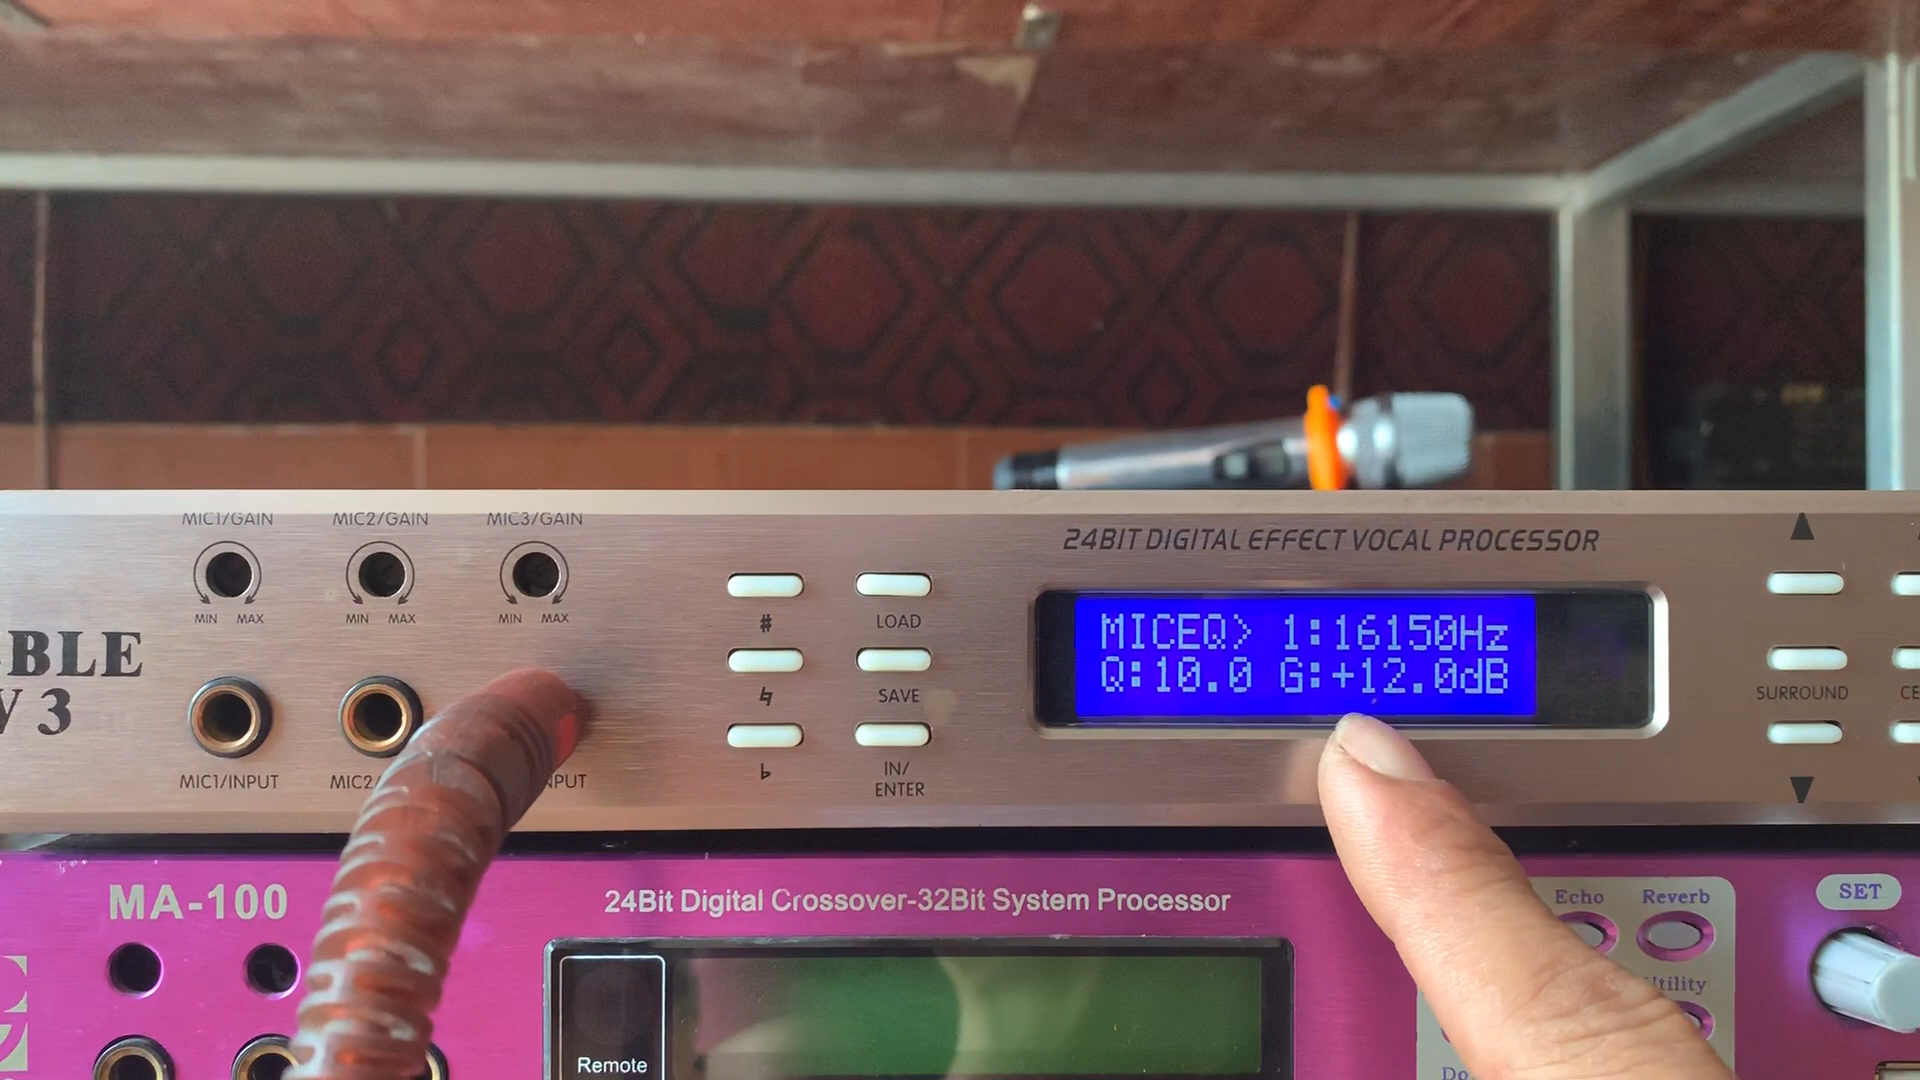 MIC1/GAIN MIC2/GAIN MIC3/GAIN
MIN MAX MIN MAX MIN MAX
BLE
V 3
MIC1/INPUT MIC2/ NPUT
# LOAD
♮ SAVE
♭ IN/
ENTER
24BIT DIGITAL EFFECT VOCAL PROCESSOR
MICEQ> 1:16150Hz
Q:10.0 G:+12.0dB
SURROUND CE
MA-100
24Bit Digital Crossover-32Bit System Processor
Remote
Echo Reverb
tility
SET